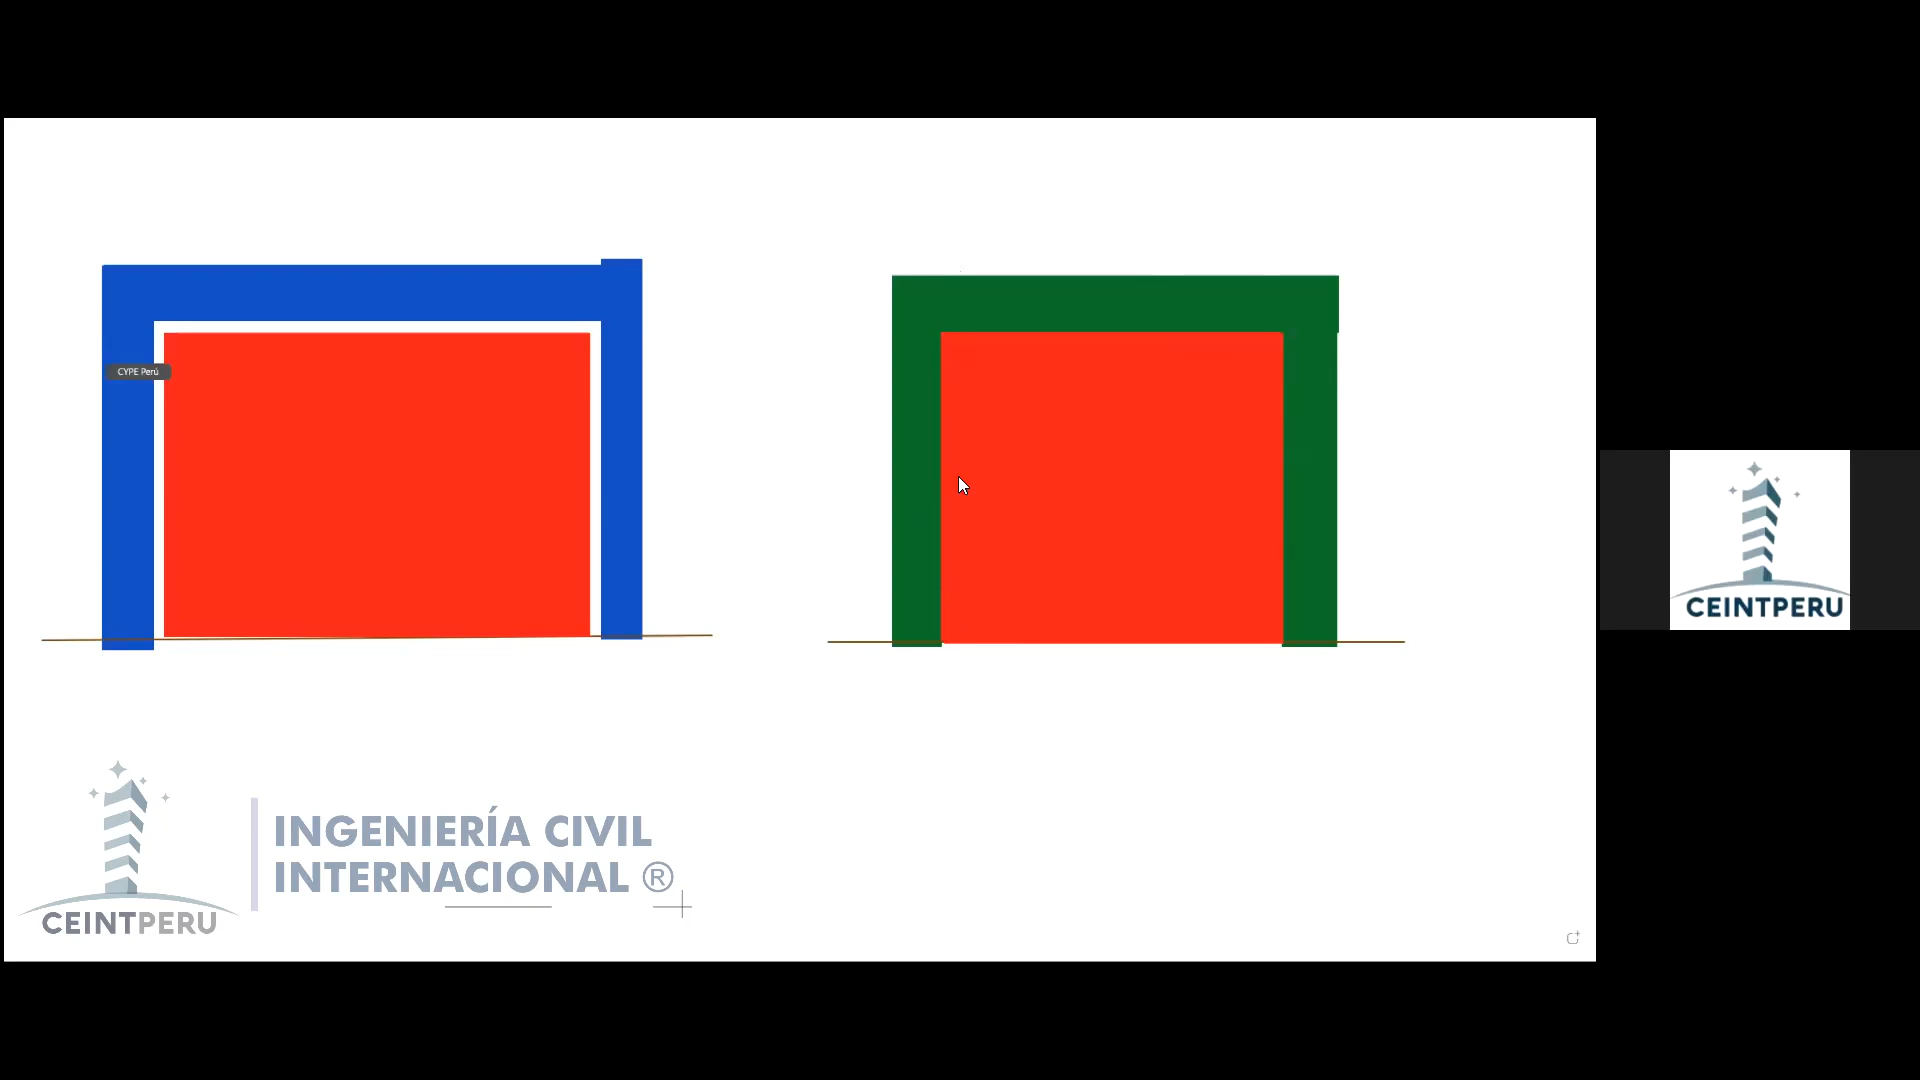 CYPE Perú
CEINTPERU
INGENIERÍA CIVIL
INTERNACIONAL ®
CEINTPERU